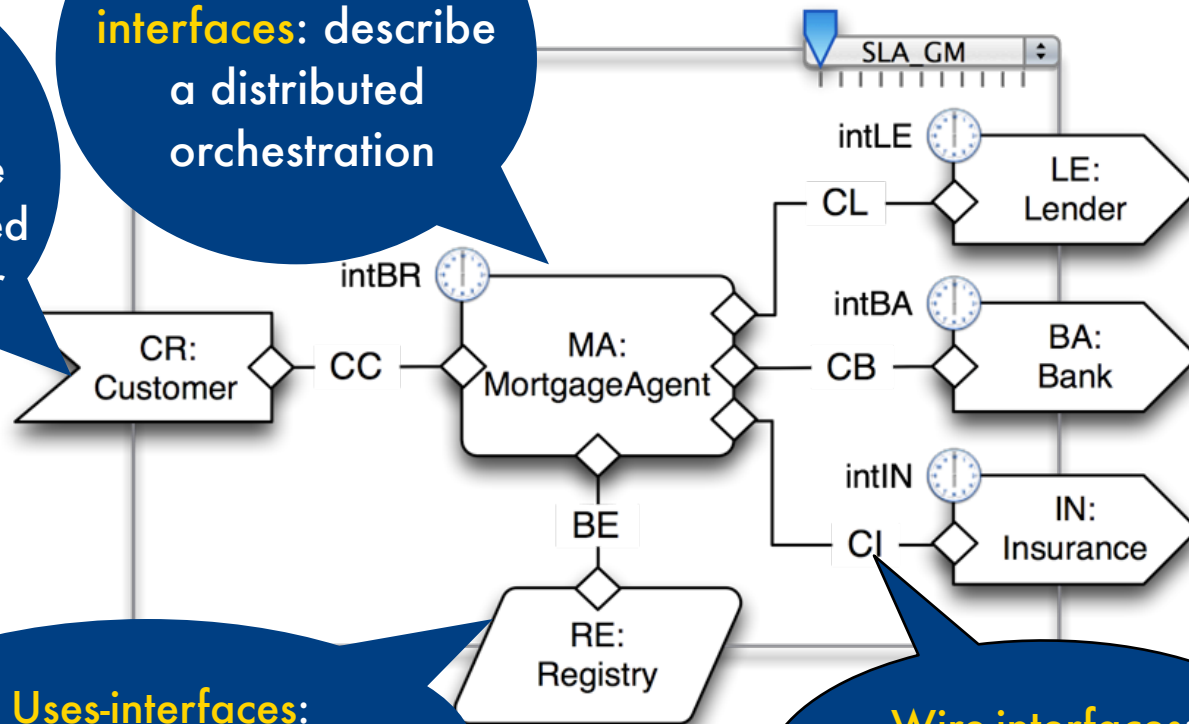 interfaces: describe
a distributed
orchestration
SLA_GM
intLE
LE:
Lender
CL
intBR
intBA
BA:
Bank
CB
CR:
Customer
CC
MA:
MortgageAgent
intIN
IN:
Insurance
CI
BE
RE:
Registry
Uses-interfaces: